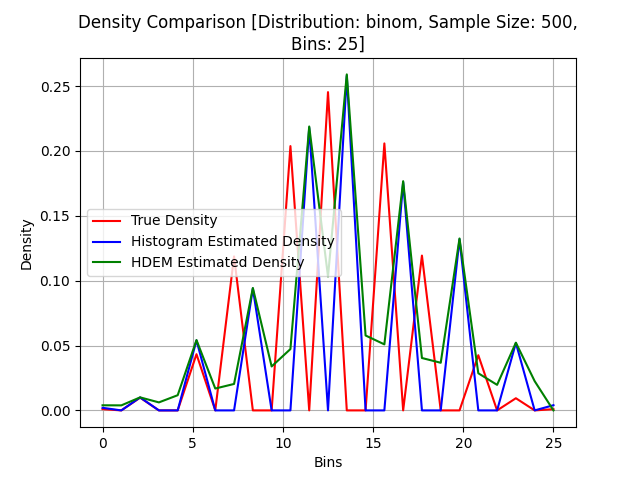 Density Comparison [Distribution: binom, Sample Size: 500,
Bins: 25]
Density
0.25
0.20
0.15
0.10
0.05
0.00
True Density
Histogram Estimated Density
HDEM Estimated Density
0 5 10 15 20 25
Bins